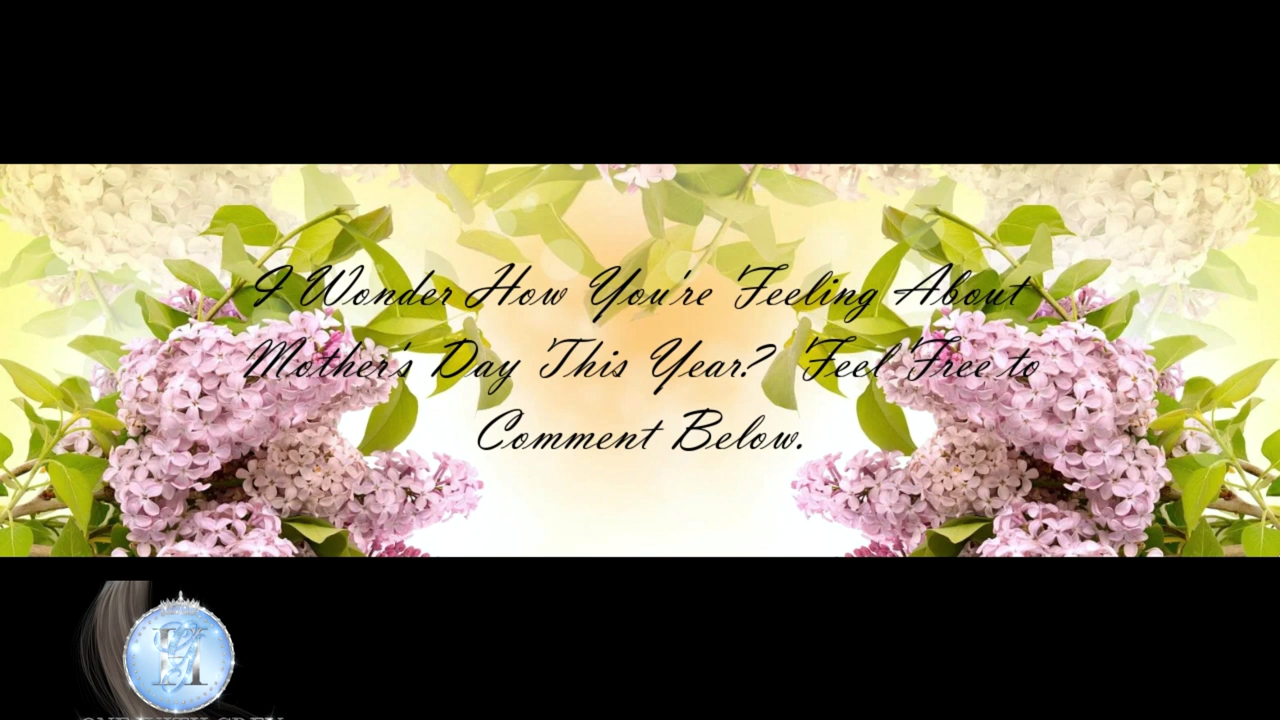 I Wonder How You're Feeling About
Mother's Day This Year? Feel Free to
Comment Below.
H